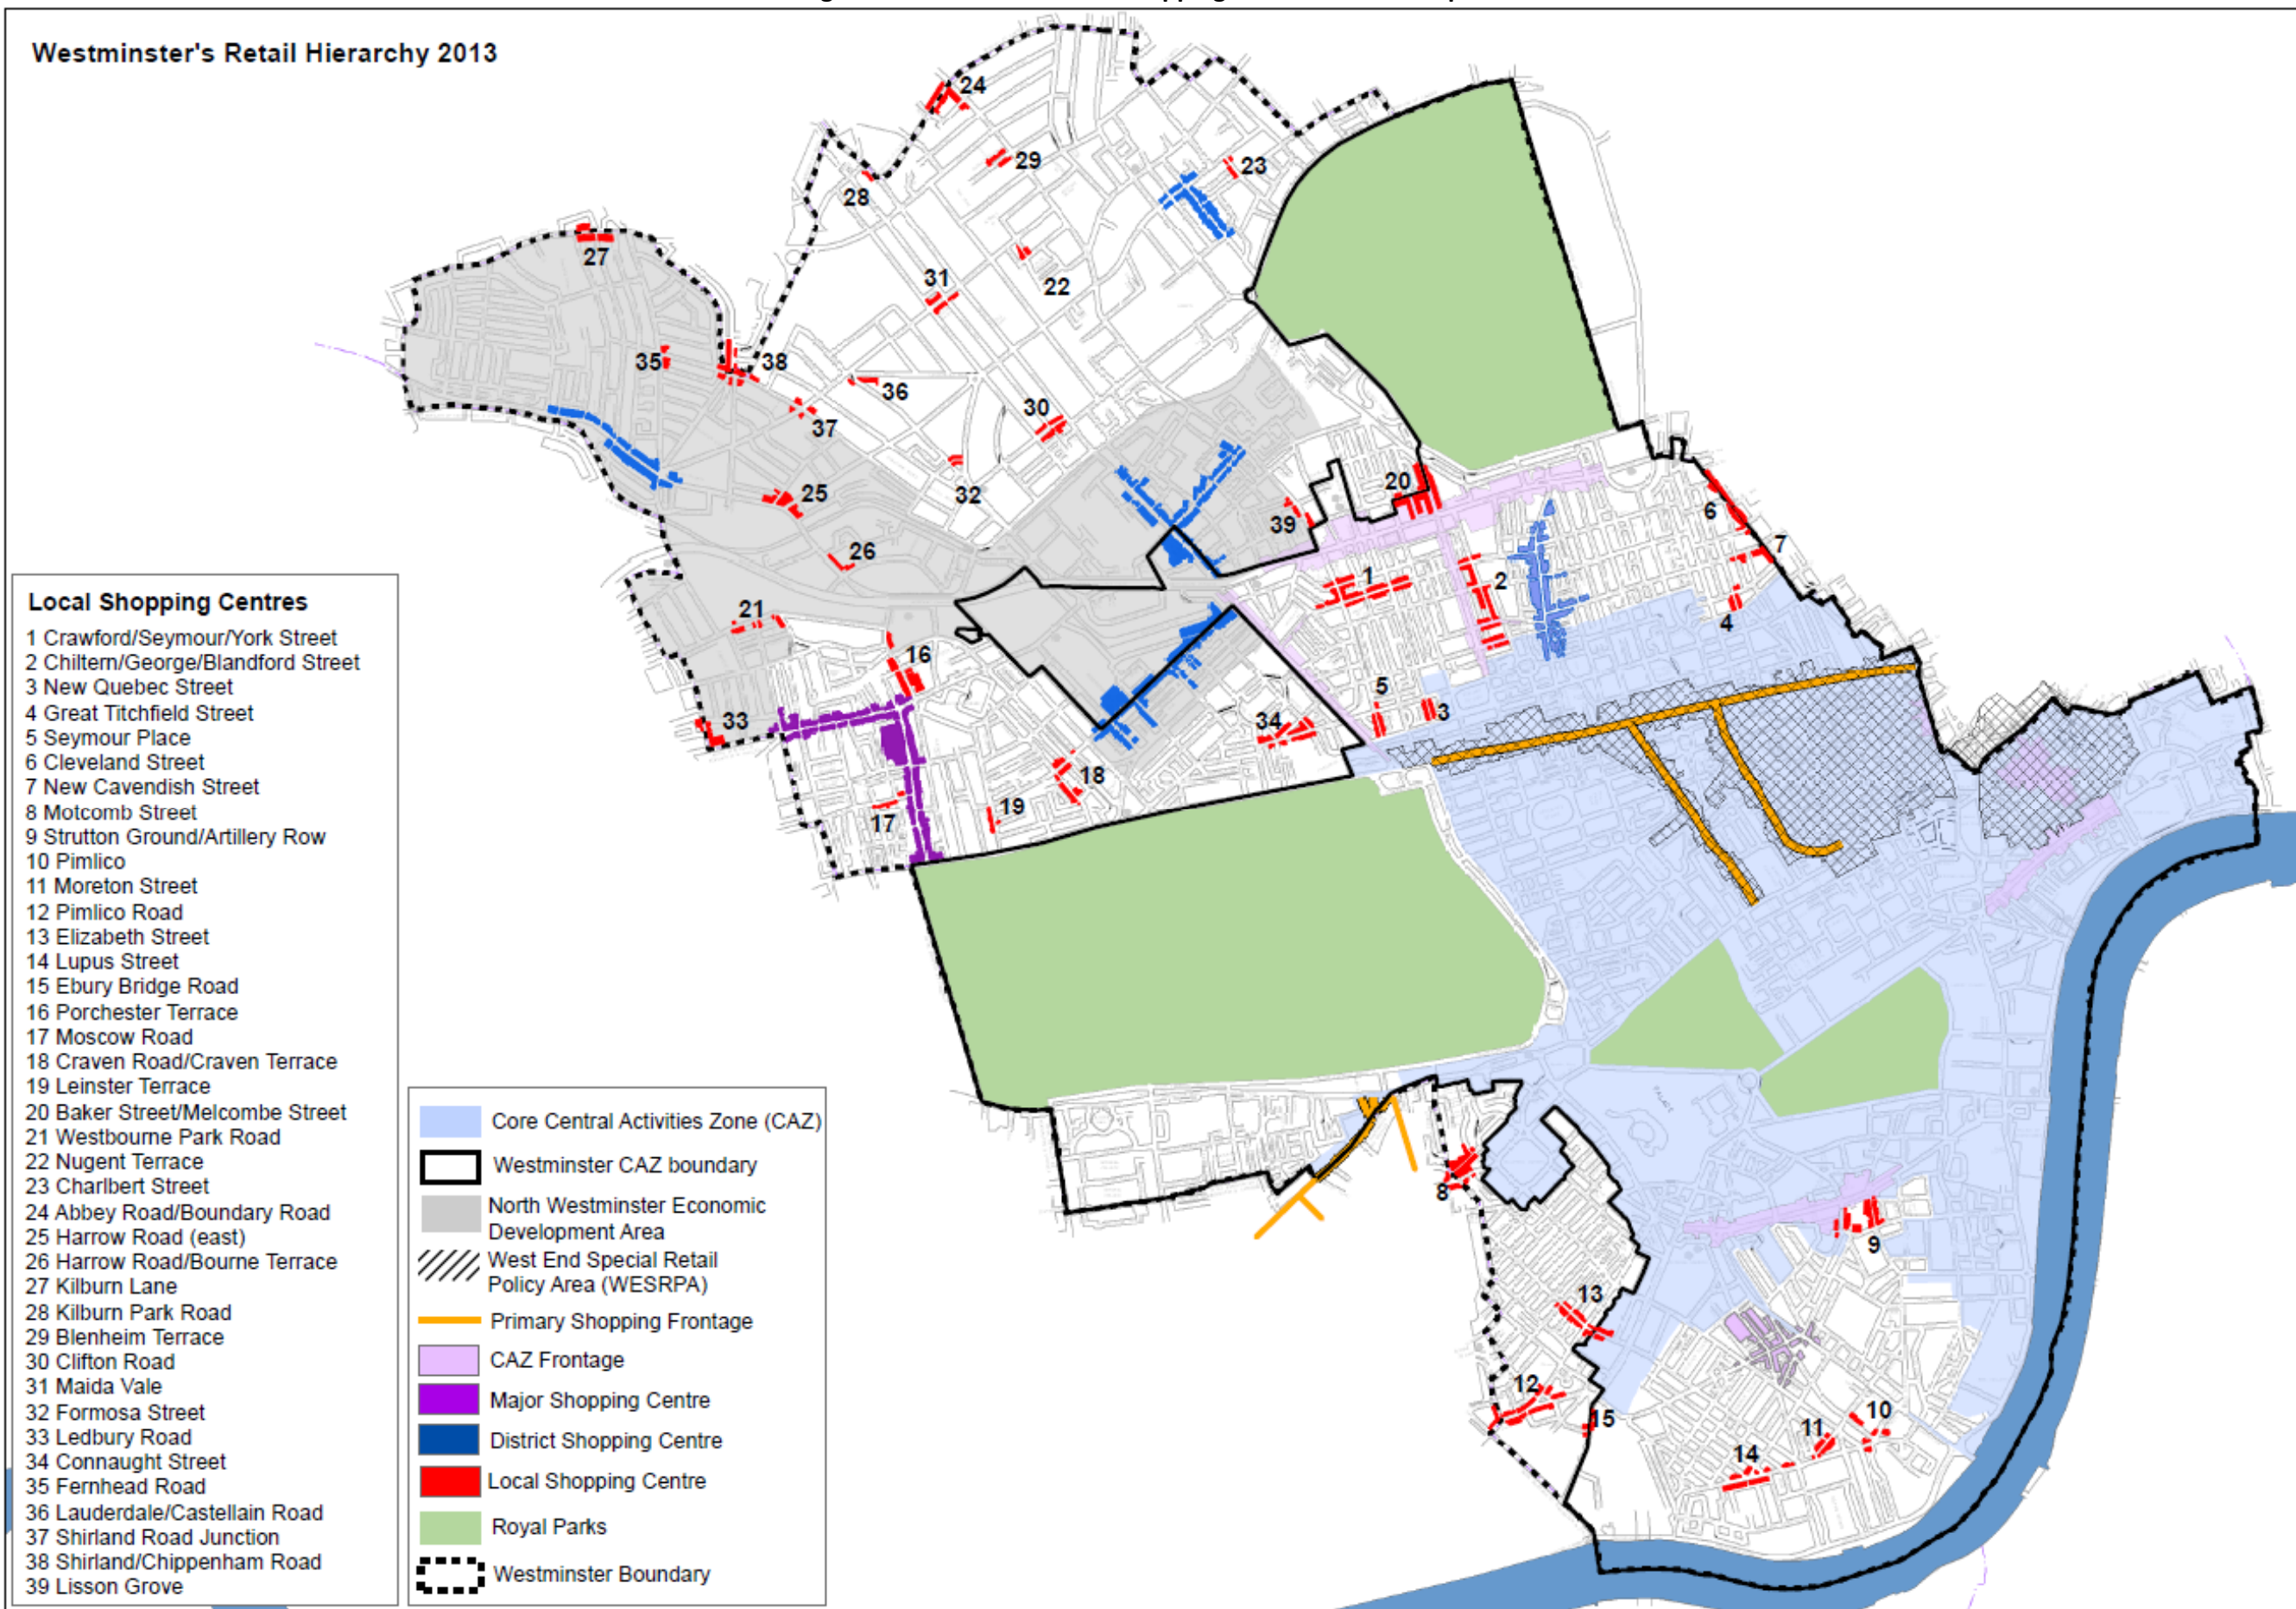 Westminster's Retail Hierarchy 2013
24
29
23
28
27
22
31
35
38
36
37
30
32
25
26
39
20
6
7
1
2
4
21
16
5
3
33
34
18
17
19
8
9
13
12
15
10
11
14
Local Shopping Centres
1 Crawford/Seymour/York Street
2 Chiltern/George/Blandford Street
3 New Quebec Street
4 Great Titchfield Street
5 Seymour Place
6 Cleveland Street
7 New Cavendish Street
8 Motcomb Street
9 Strutton Ground/Artillery Row
10 Pimlico
11 Moreton Street
12 Pimlico Road
13 Elizabeth Street
14 Lupus Street
15 Ebury Bridge Road
16 Porchester Terrace
17 Moscow Road
18 Craven Road/Craven Terrace
19 Leinster Terrace
20 Baker Street/Melcombe Street
21 Westbourne Park Road
22 Nugent Terrace
23 Charlbert Street
24 Abbey Road/Boundary Road
25 Harrow Road (east)
26 Harrow Road/Bourne Terrace
27 Kilburn Lane
28 Kilburn Park Road
29 Blenheim Terrace
30 Clifton Road
31 Maida Vale
32 Formosa Street
33 Ledbury Road
34 Connaught Street
35 Fernhead Road
36 Lauderdale/Castellain Road
37 Shirland Road Junction
38 Shirland/Chippenham Road
39 Lisson Grove
Core Central Activities Zone (CAZ)
Westminster CAZ boundary
North Westminster Economic
Development Area
West End Special Retail
Policy Area (WESRPA)
Primary Shopping Frontage
CAZ Frontage
Major Shopping Centre
District Shopping Centre
Local Shopping Centre
Royal Parks
Westminster Boundary